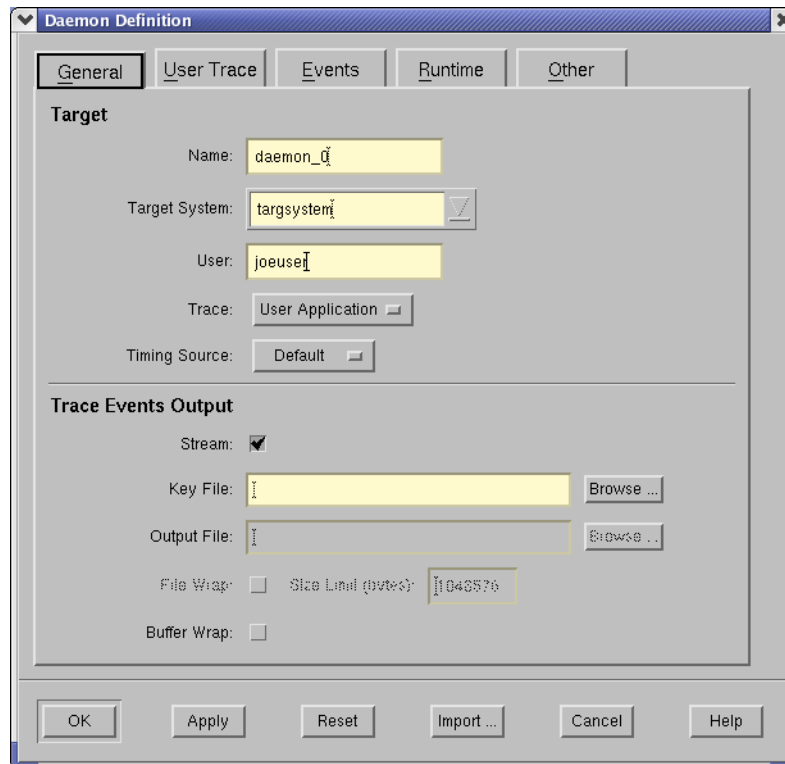 Daemon Definition
General User Trace Events Runtime Other
Target
Name: daemon_0
Target System: targsystem
User: joeuser
Trace: User Application
Timing Source: Default
Trace Events Output
Stream:
Key File: Browse ...
Output File: Browse ...
File Wrap: Size Limit (bytes): 1048576
Buffer Wrap:
OK Apply Reset Import ... Cancel Help